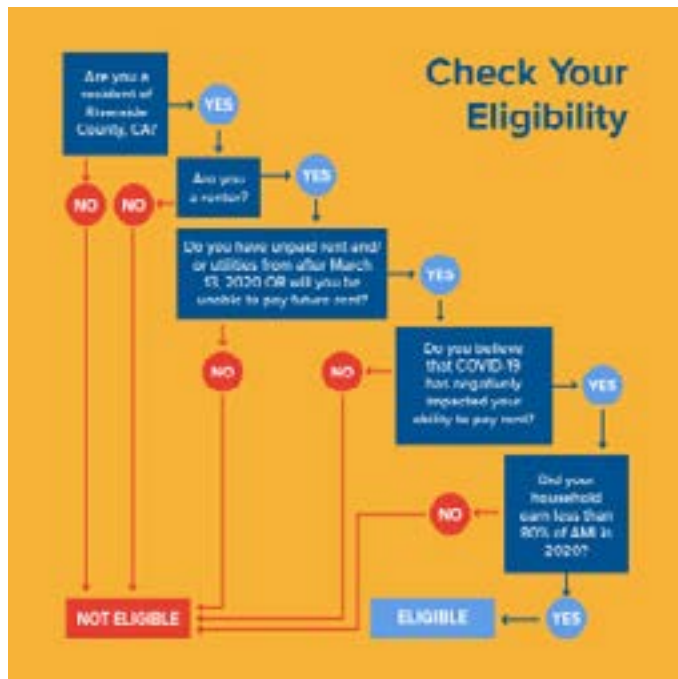 Check Your
Eligibility
Are you a
resident of
Riverside
County, CA?
YES
NO
Are you
a renter?
YES
NO
Do you have unpaid rent and/
or utilities from after March
13, 2020 OR will you be
unable to pay future rent?
YES
NO
Do you believe
that COVID-19
has negatively
impacted your
ability to pay rent?
YES
NO
Did your
household
earn less than
80% of AMI in
2020?
YES
NO
NOT ELIGIBLE
ELIGIBLE